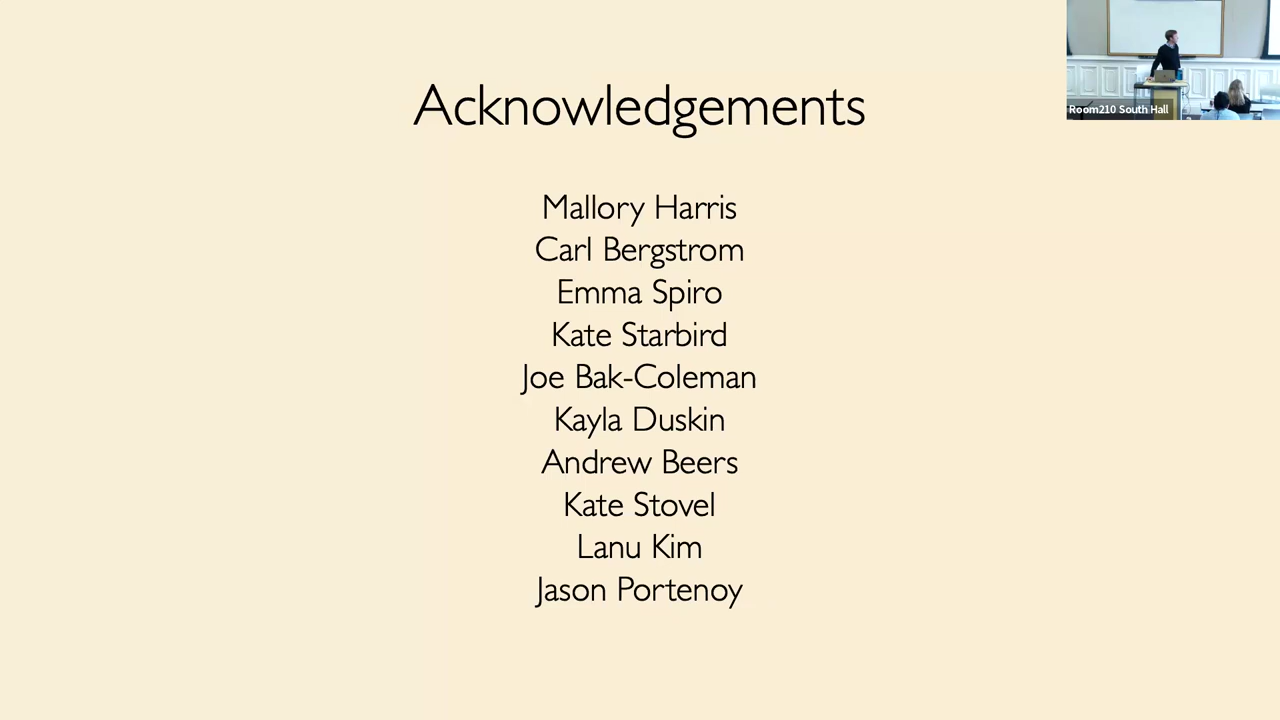 Acknowledgements
Room210 South Hall
Mallory Harris
Carl Bergstrom
Emma Spiro
Kate Starbird
Joe Bak-Coleman
Kayla Duskin
Andrew Beers
Kate Stovel
Lanu Kim
Jason Portenoy